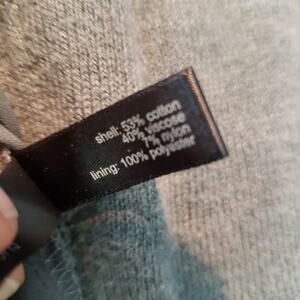 shell: 53% cotton
40% viscose
7% nylon
lining: 100% polyester